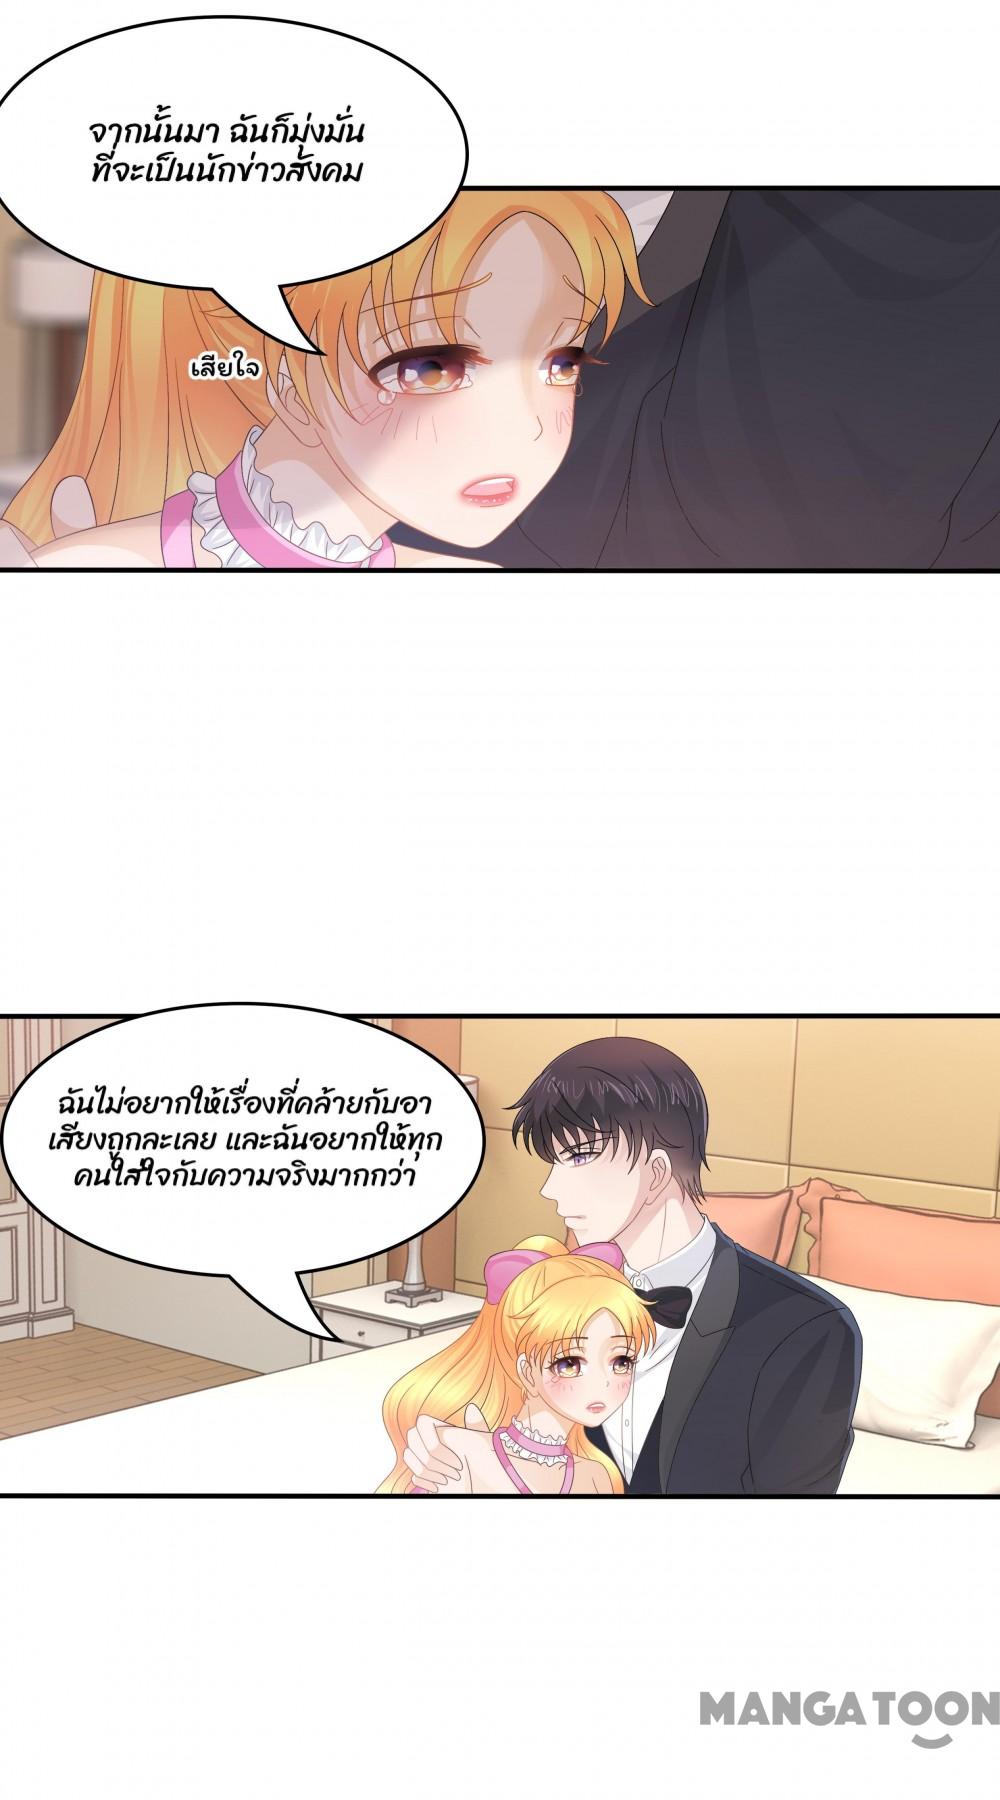 จากนั้นมา ฉันก็มุ่งมั่น
ที่จะเป็นนักข่าวสังคม
เสียใจ
ฉันไม่อยากให้เรื่องที่คล้ายกับอา
เสียงถูกละเลย และฉันอยากให้ทุก
คนใส่ใจกับความจริงมากกว่า
MANGATOON